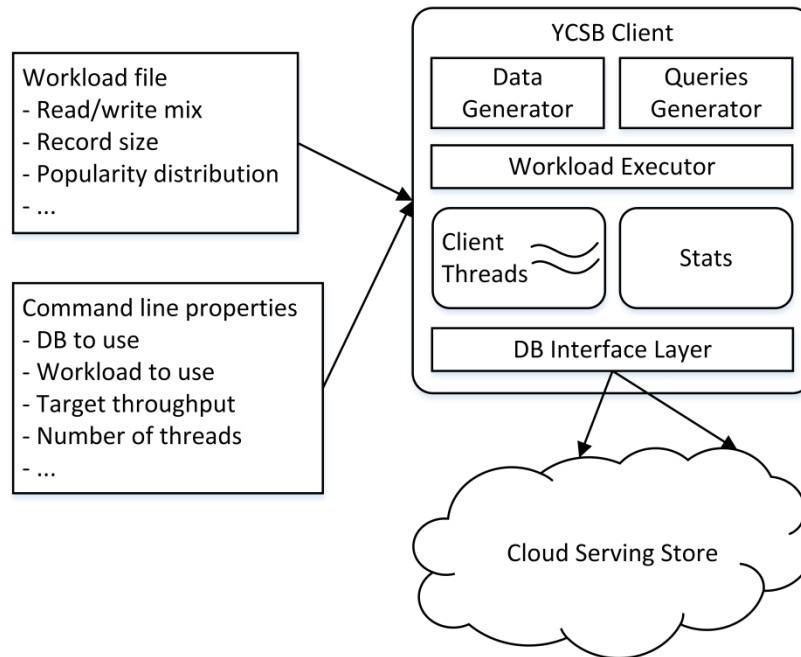 Workload file
- Read/write mix
- Record size
- Popularity distribution
- ...
Command line properties
- DB to use
- Workload to use
- Target throughput
- Number of threads
- ...
YCSB Client
Data
Generator
Queries
Generator
Workload Executor
Client
Threads
Stats
DB Interface Layer
Cloud Serving Store